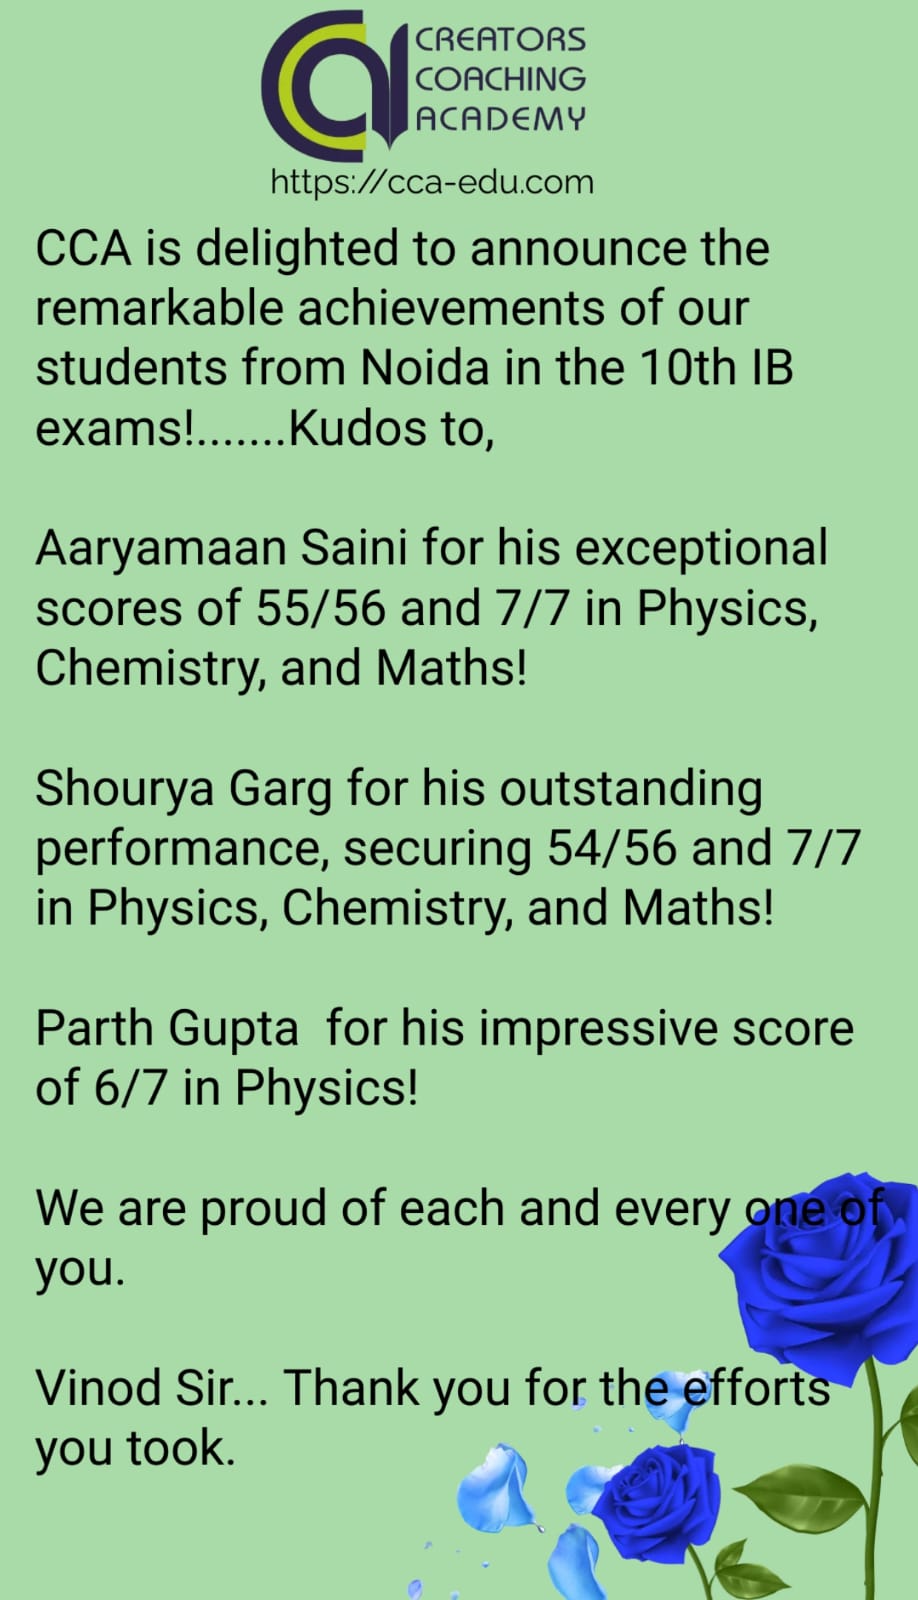 CREATORS
COACHING
ACADEMY
https://cca-edu.com
CCA is delighted to announce the
remarkable achievements of our
students from Noida in the 10th IB
exams!.......Kudos to,
Aaryamaan Saini for his exceptional
scores of 55/56 and 7/7 in Physics,
Chemistry, and Maths!
Shourya Garg for his outstanding
performance, securing 54/56 and 7/7
in Physics, Chemistry, and Maths!
Parth Gupta  for his impressive score
of 6/7 in Physics!
We are proud of each and every one of
you.
Vinod Sir... Thank you for the efforts
you took.